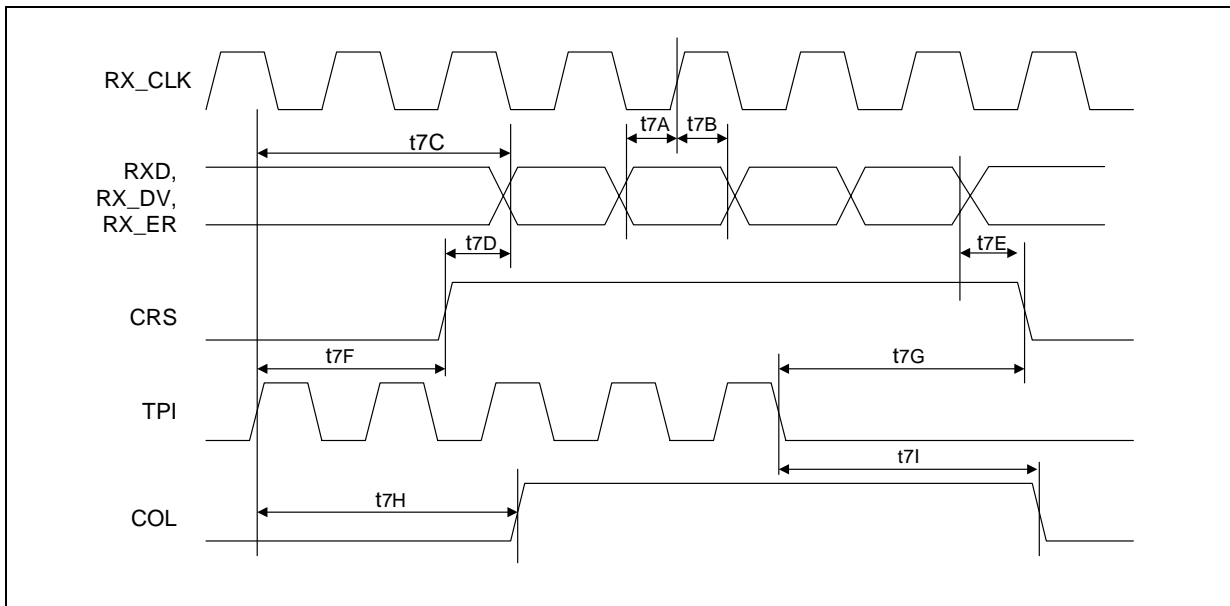 RX_CLK
t7A
t7B
t7C
RXD,
RX_DV,
RX_ER
t7D
t7E
CRS
t7F
t7G
TPI
t7I
t7H
COL